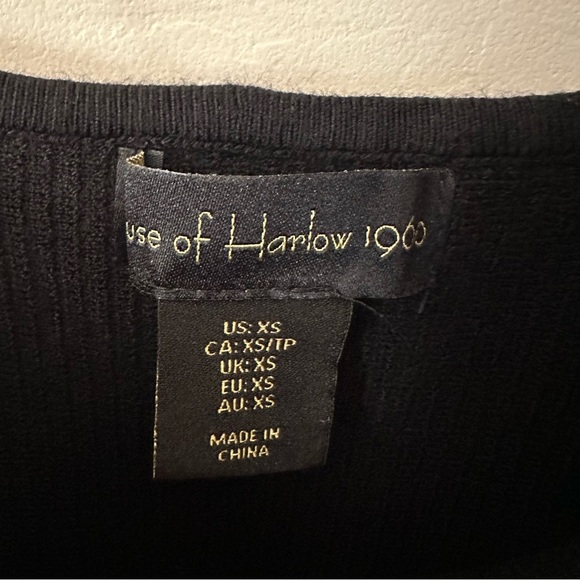 use of Harlow 1960
US: XS
CA: XS/TP
UK: XS
EU: XS
AU: XS
MADE IN
CHINA